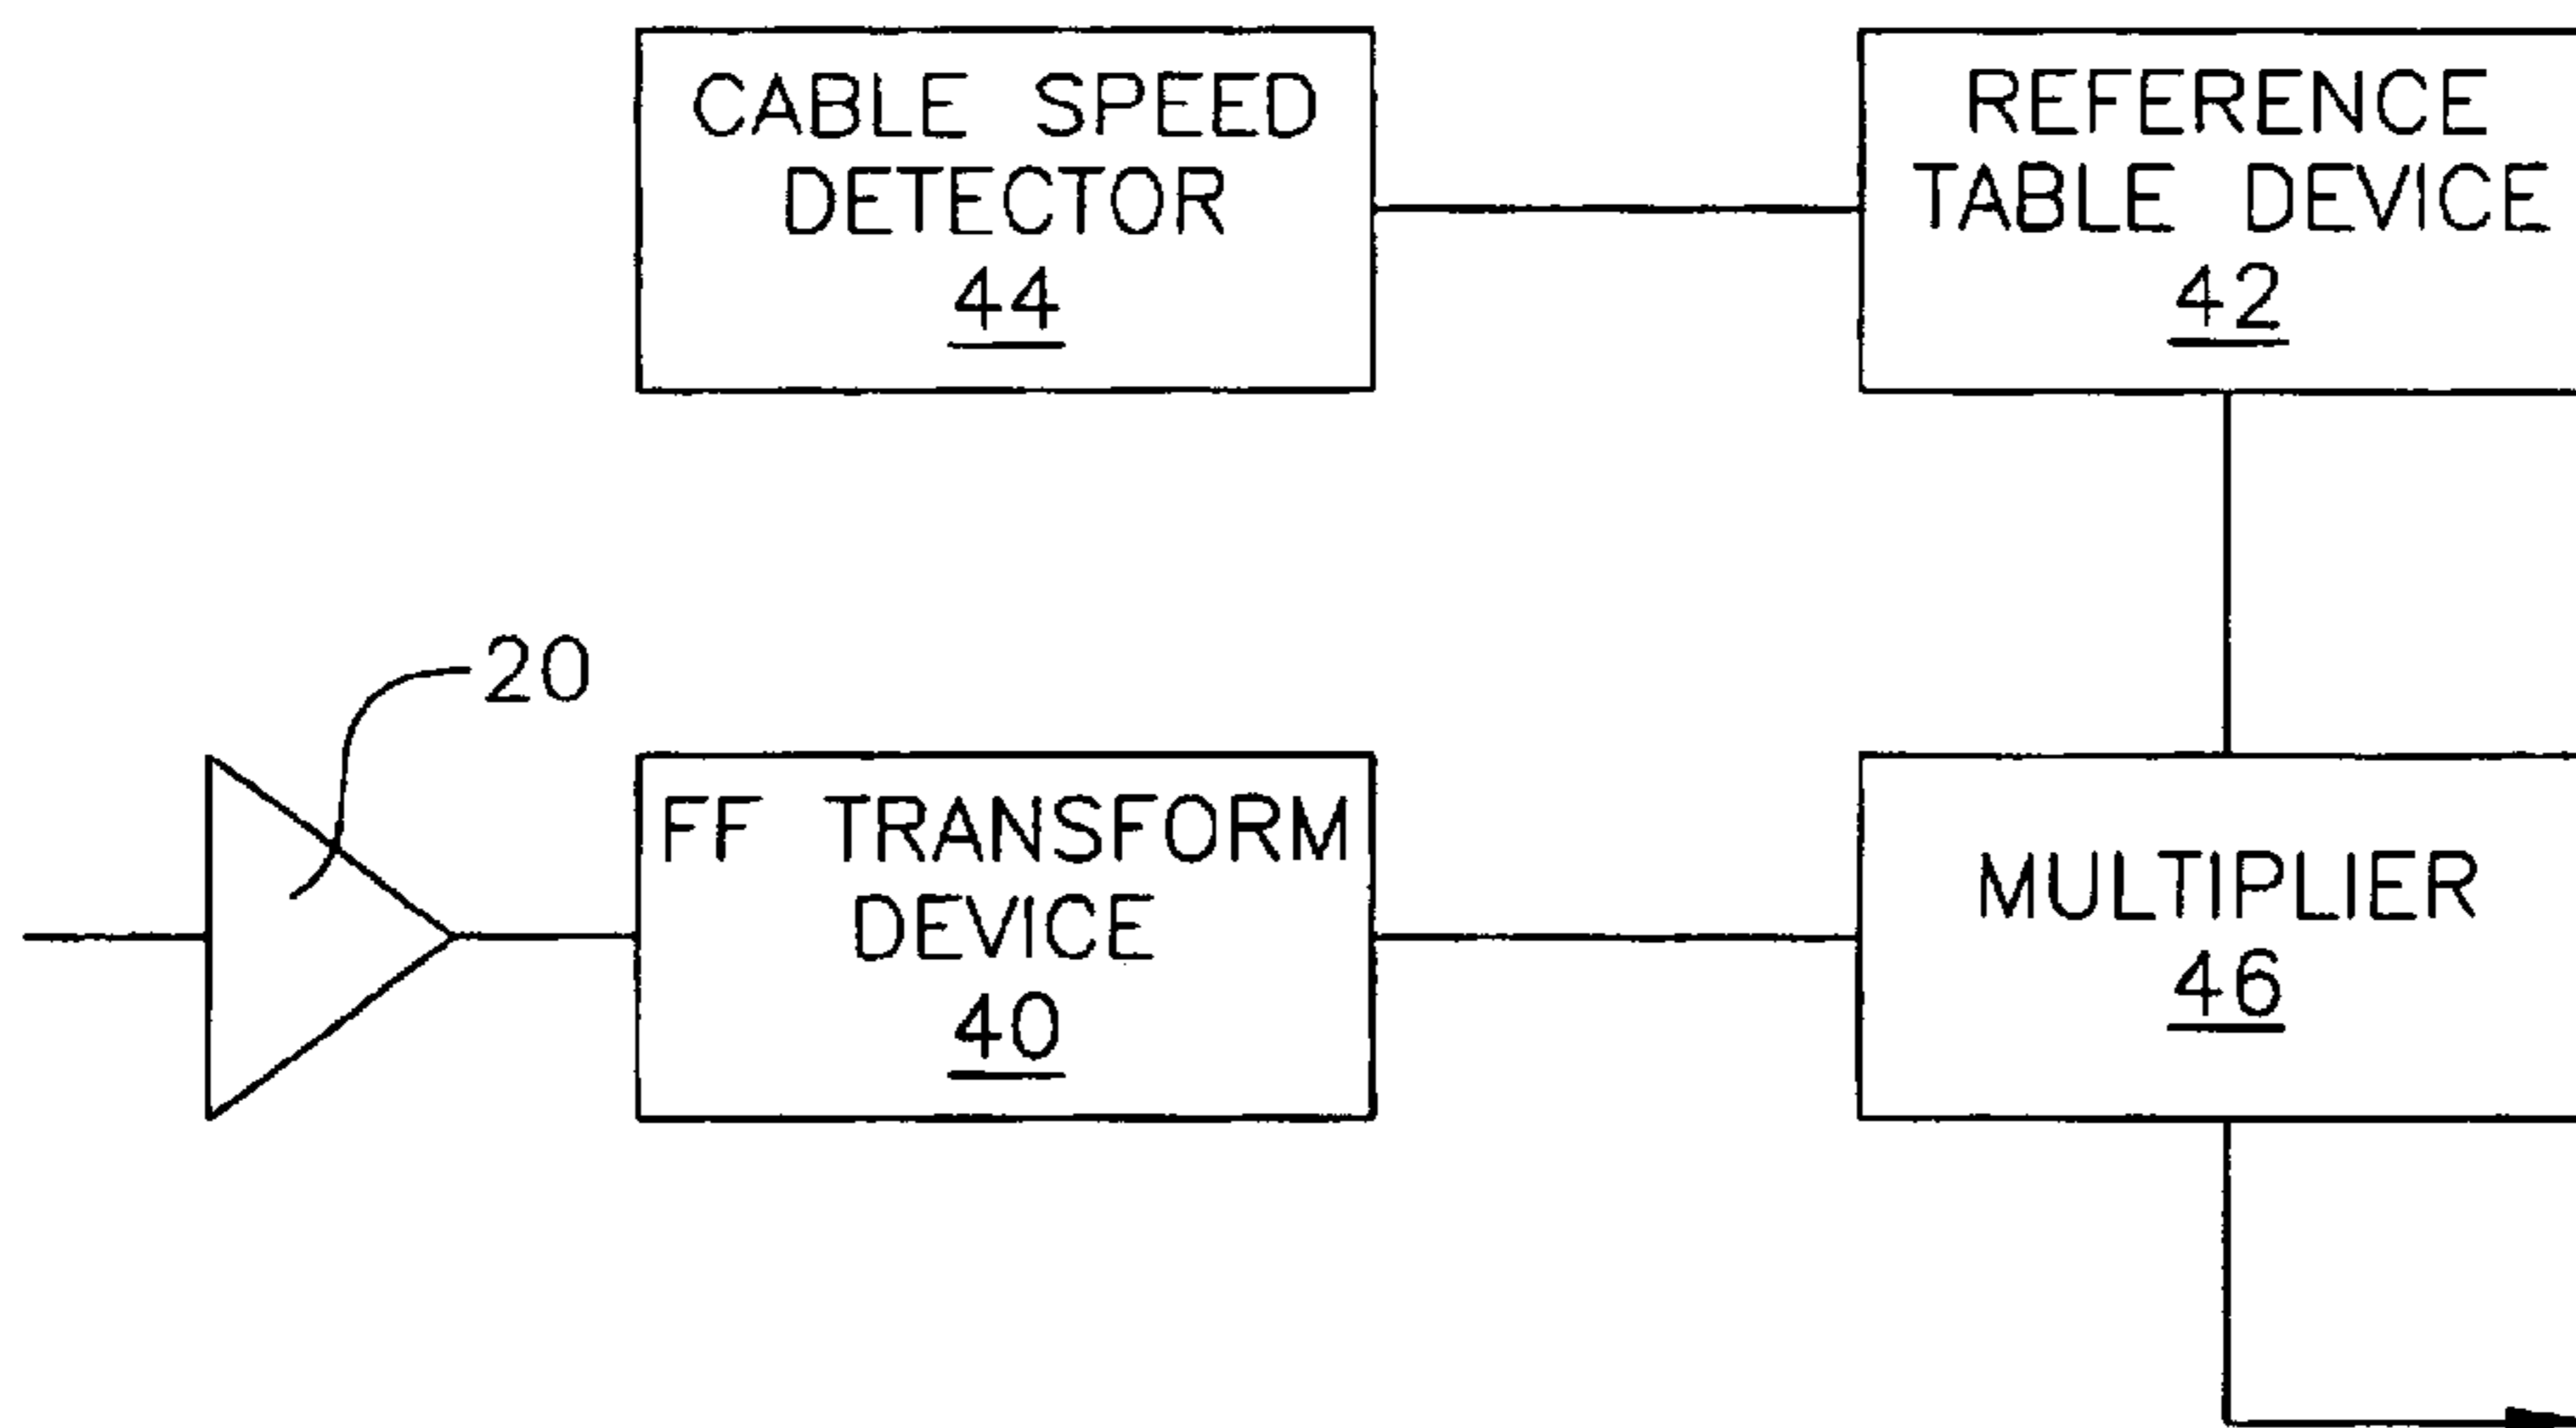 CABLE SPEED
DETECTOR
44
REFERENCE
TABLE DEVICE
42
20
FF TRANSFORM
DEVICE
40
MULTIPLIER
46